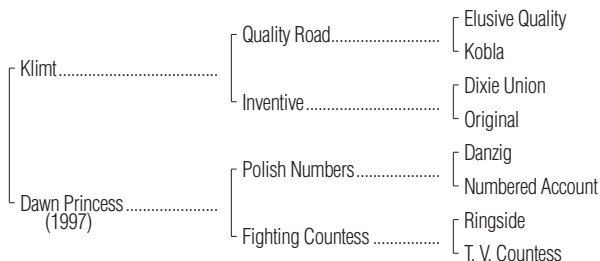 Elusive Quality
Quality Road
Kobla
Klimt
Dixie Union
Inventive
Original
Danzig
Polish Numbers
Numbered Account
Dawn Princess
(1997)
Ringside
Fighting Countess
T. V. Countess